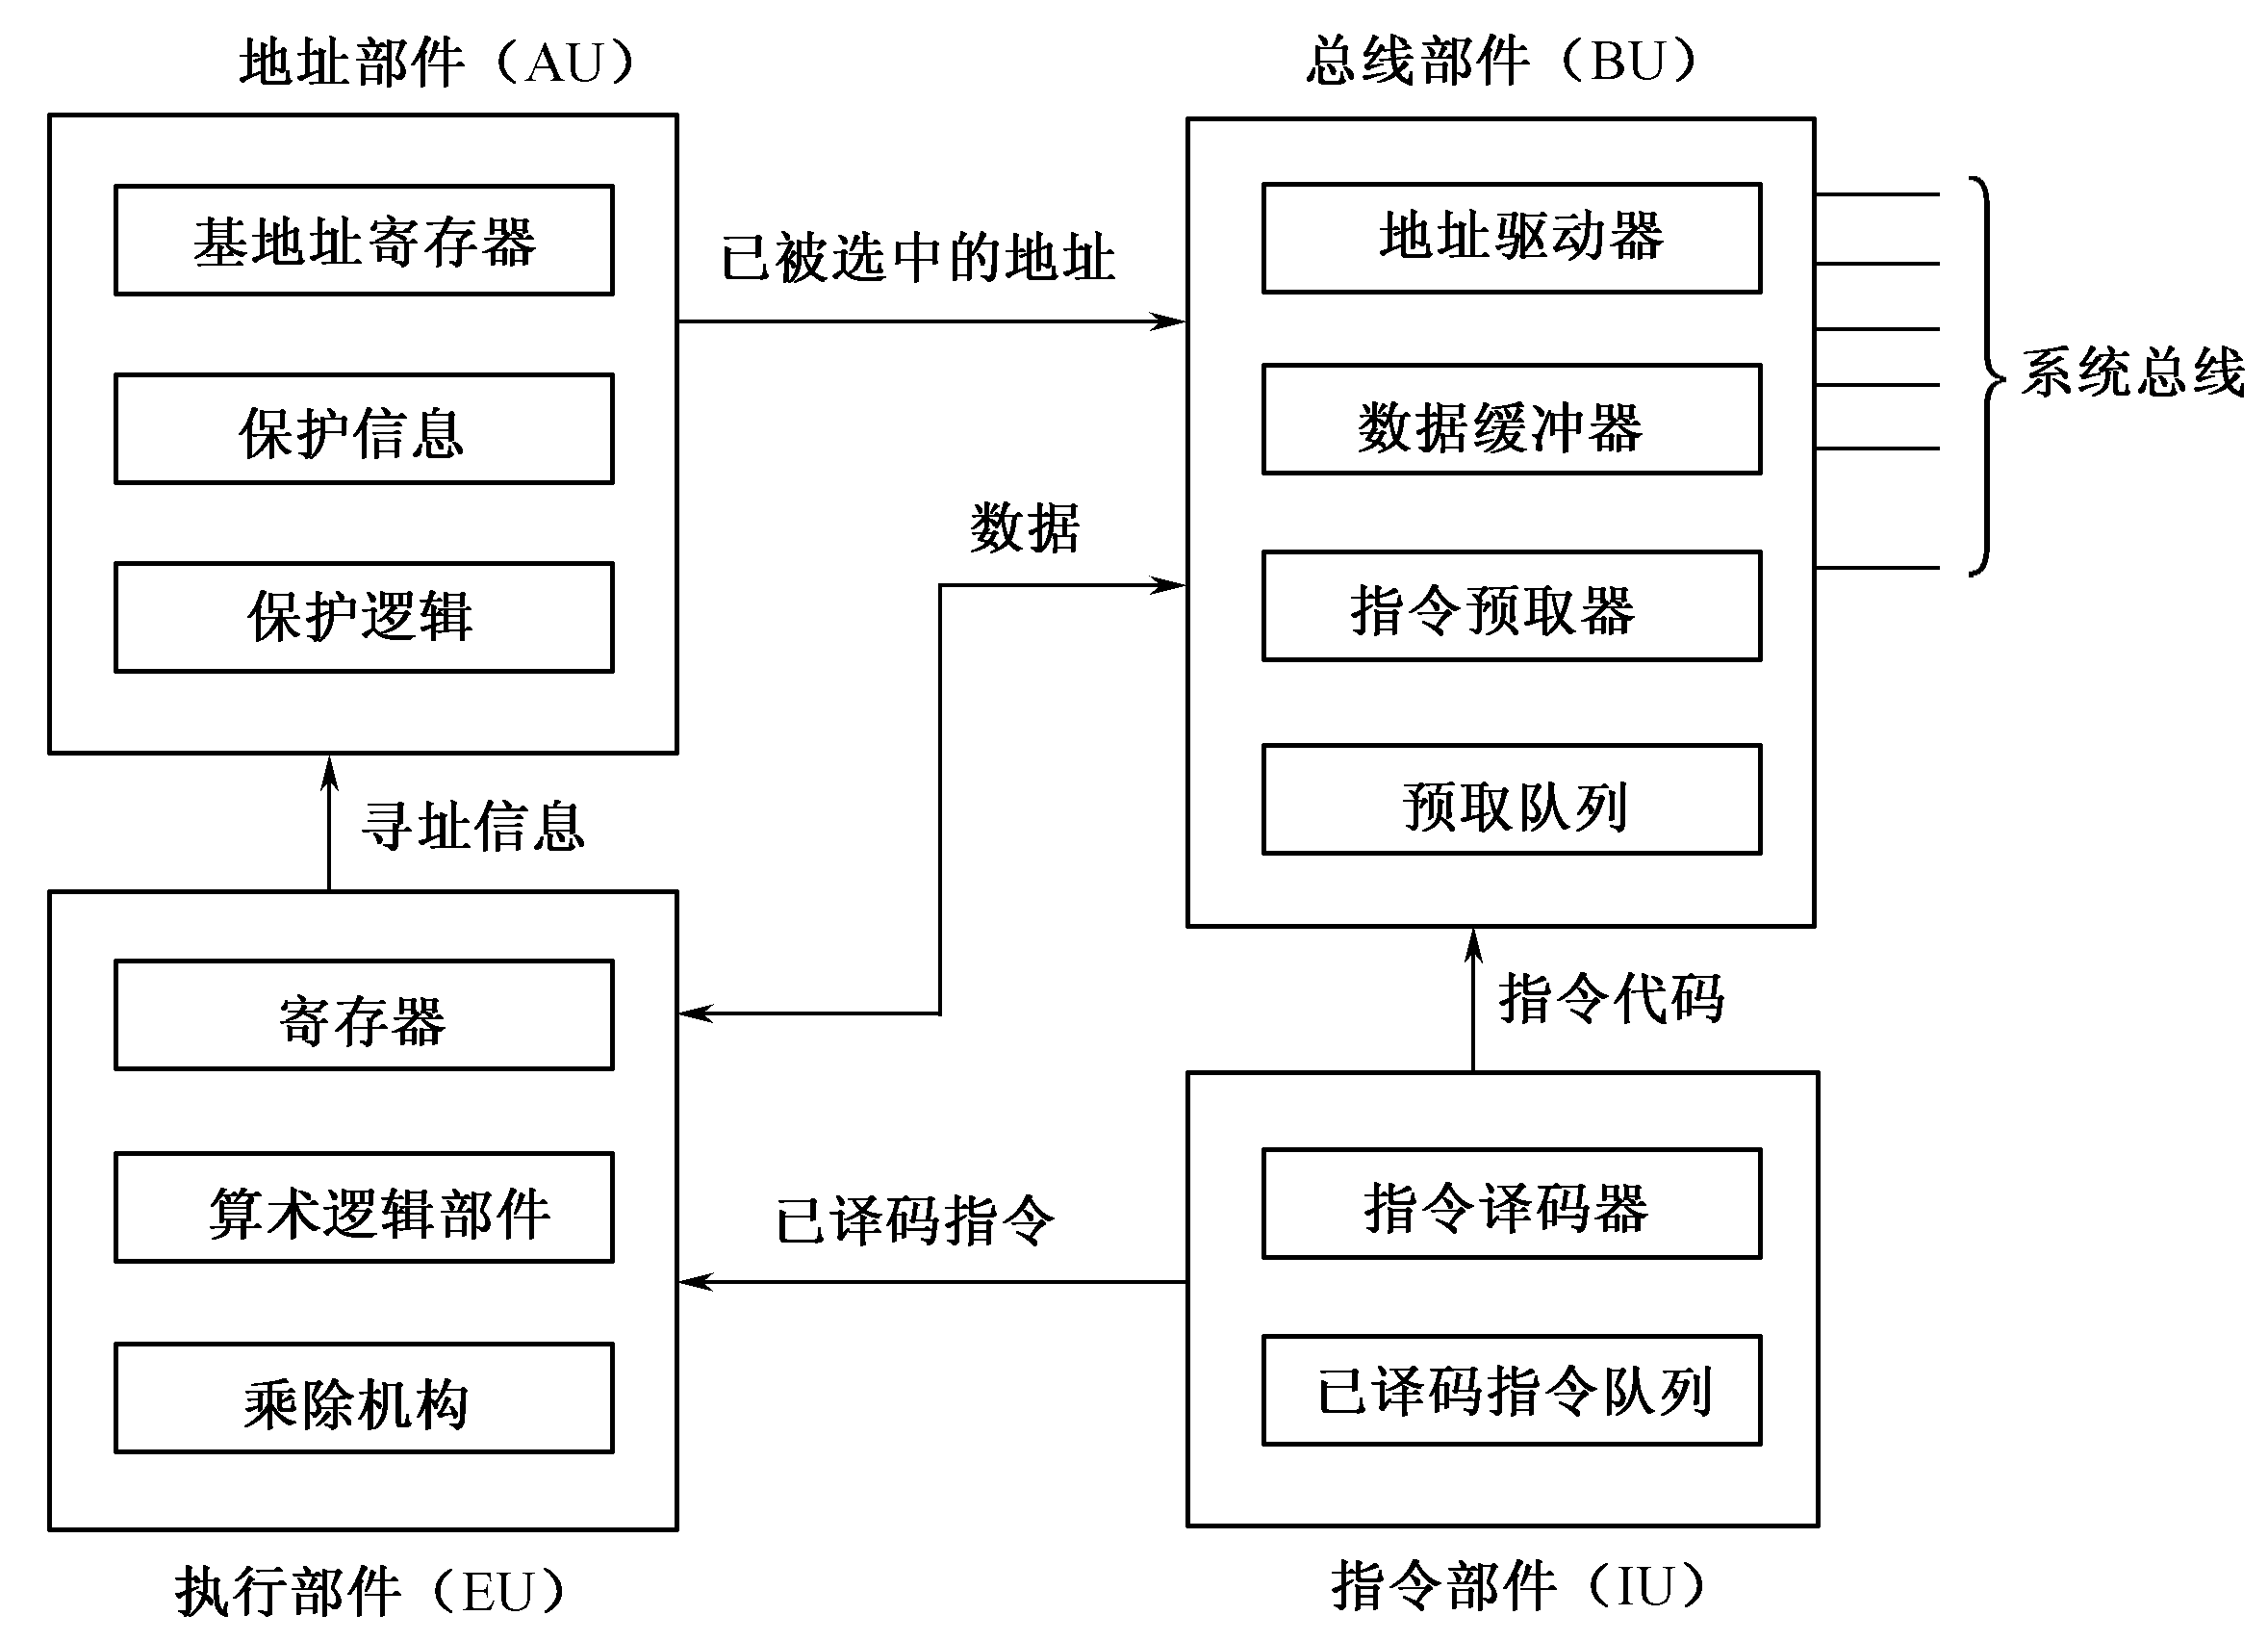 地址部件（AU）
总线部件（BU）
基地址寄存器
保护信息
保护逻辑
已被选中的地址
地址驱动器
数据缓冲器
指令预取器
预取队列
系统总线
数据
寻址信息
指令代码
寄存器
算术逻辑部件
乘除机构
已译码指令
指令译码器
已译码指令队列
执行部件（EU）
指令部件（IU）